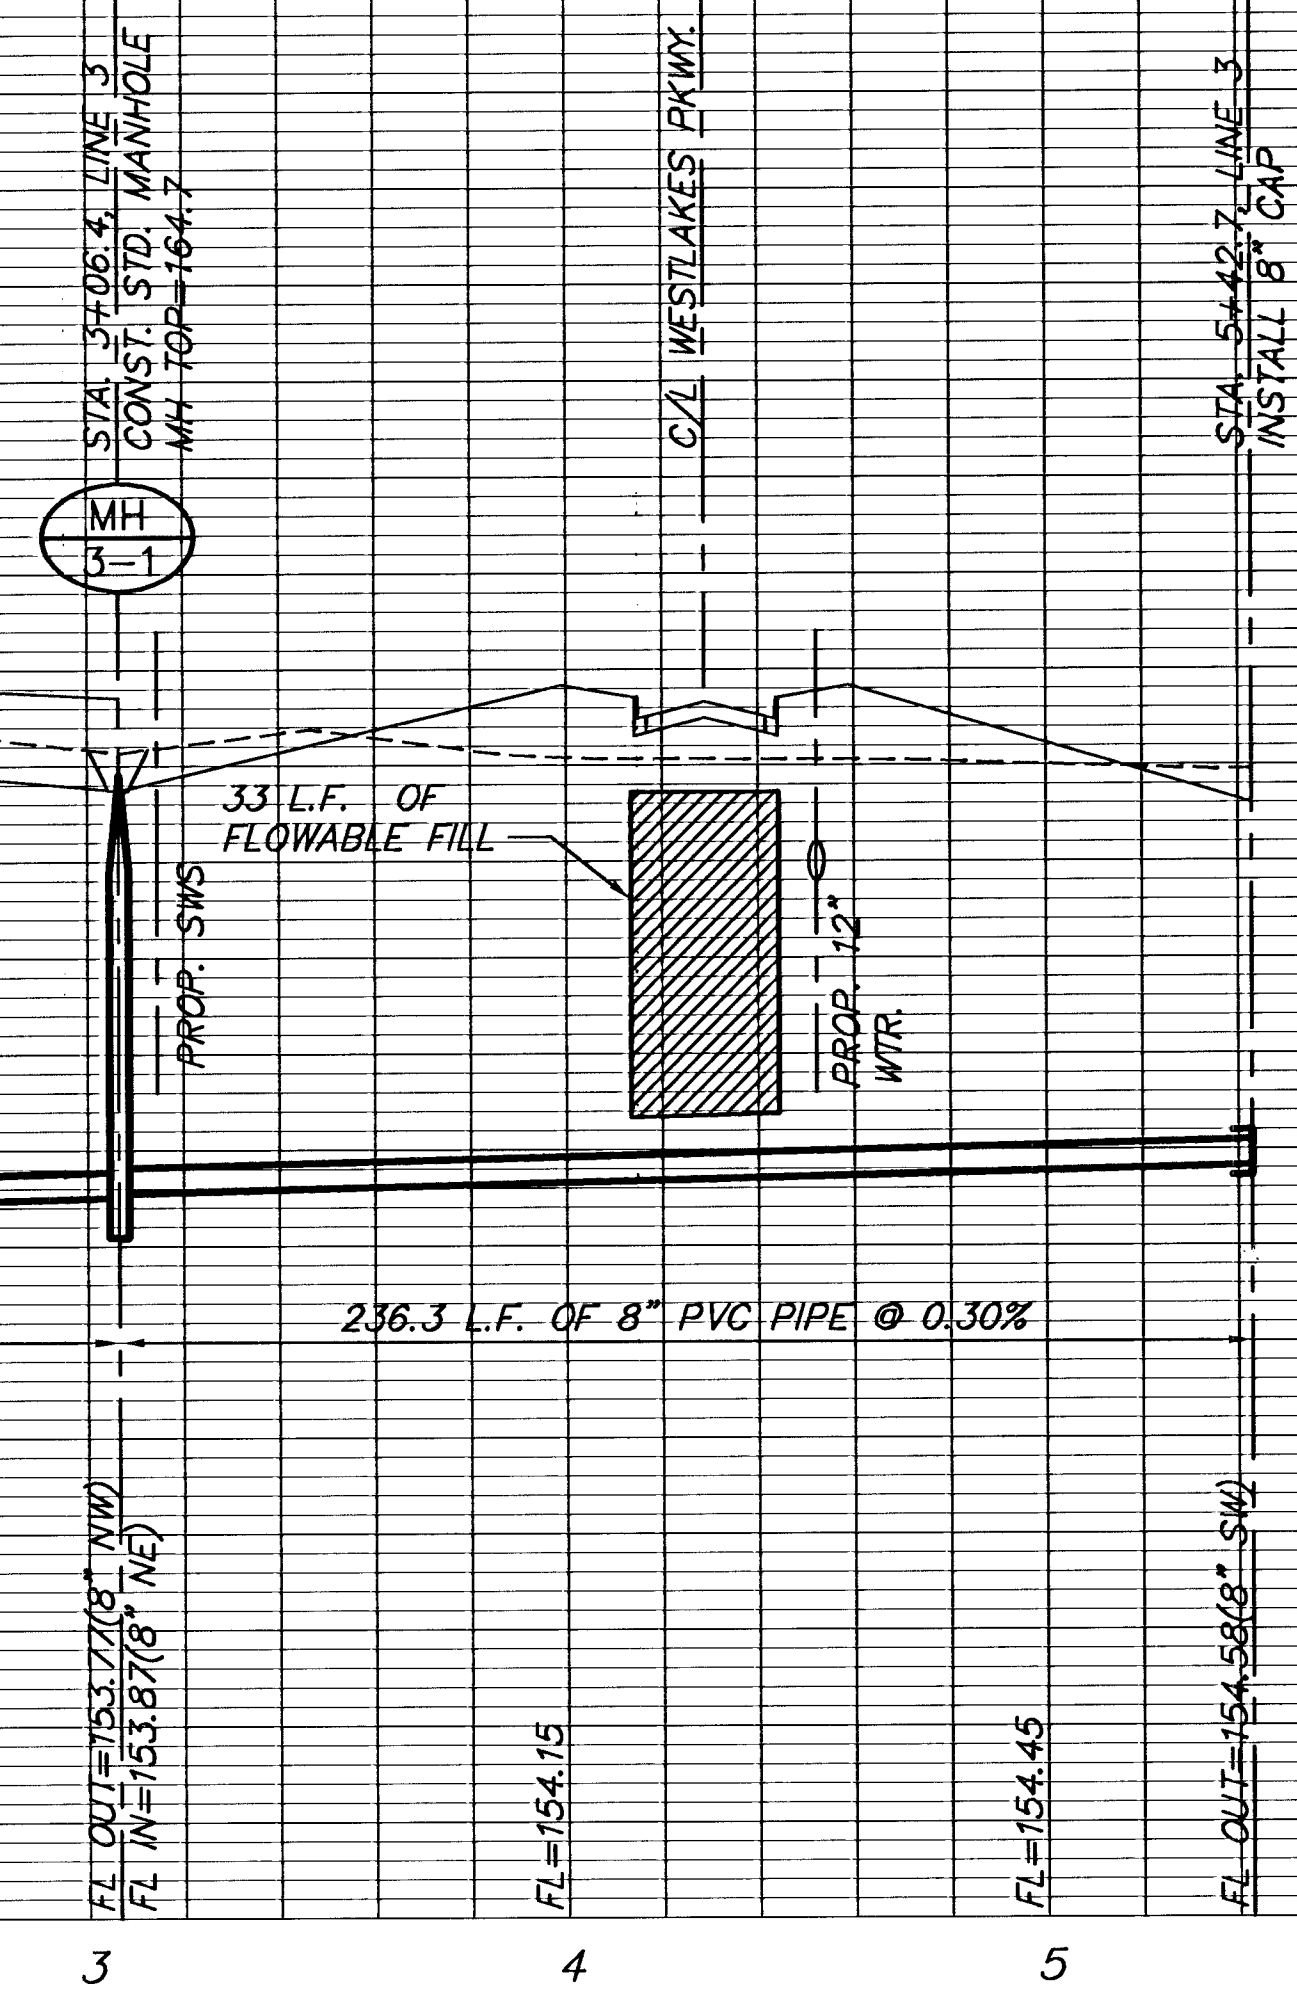 STA. 3+06.4, LINE 3
CONST. STD. MANHOLE
MH TOP=164.7
C/L WESTLAKES PKWY.
STA. 5+42.7, LINE 3
INSTALL 8" CAP
MH
3-1
33 L.F. OF
FLOWABLE FILL
PROP. SWS
PROP. 12"
WTR.
236.3 L.F. OF 8" PVC PIPE @ 0.30%
FL OUT=153.77(8" NW)
FL IN=153.87(8" NE)
FL=154.15
FL=154.45
FL OUT=154.58(8" SW)
3
4
5